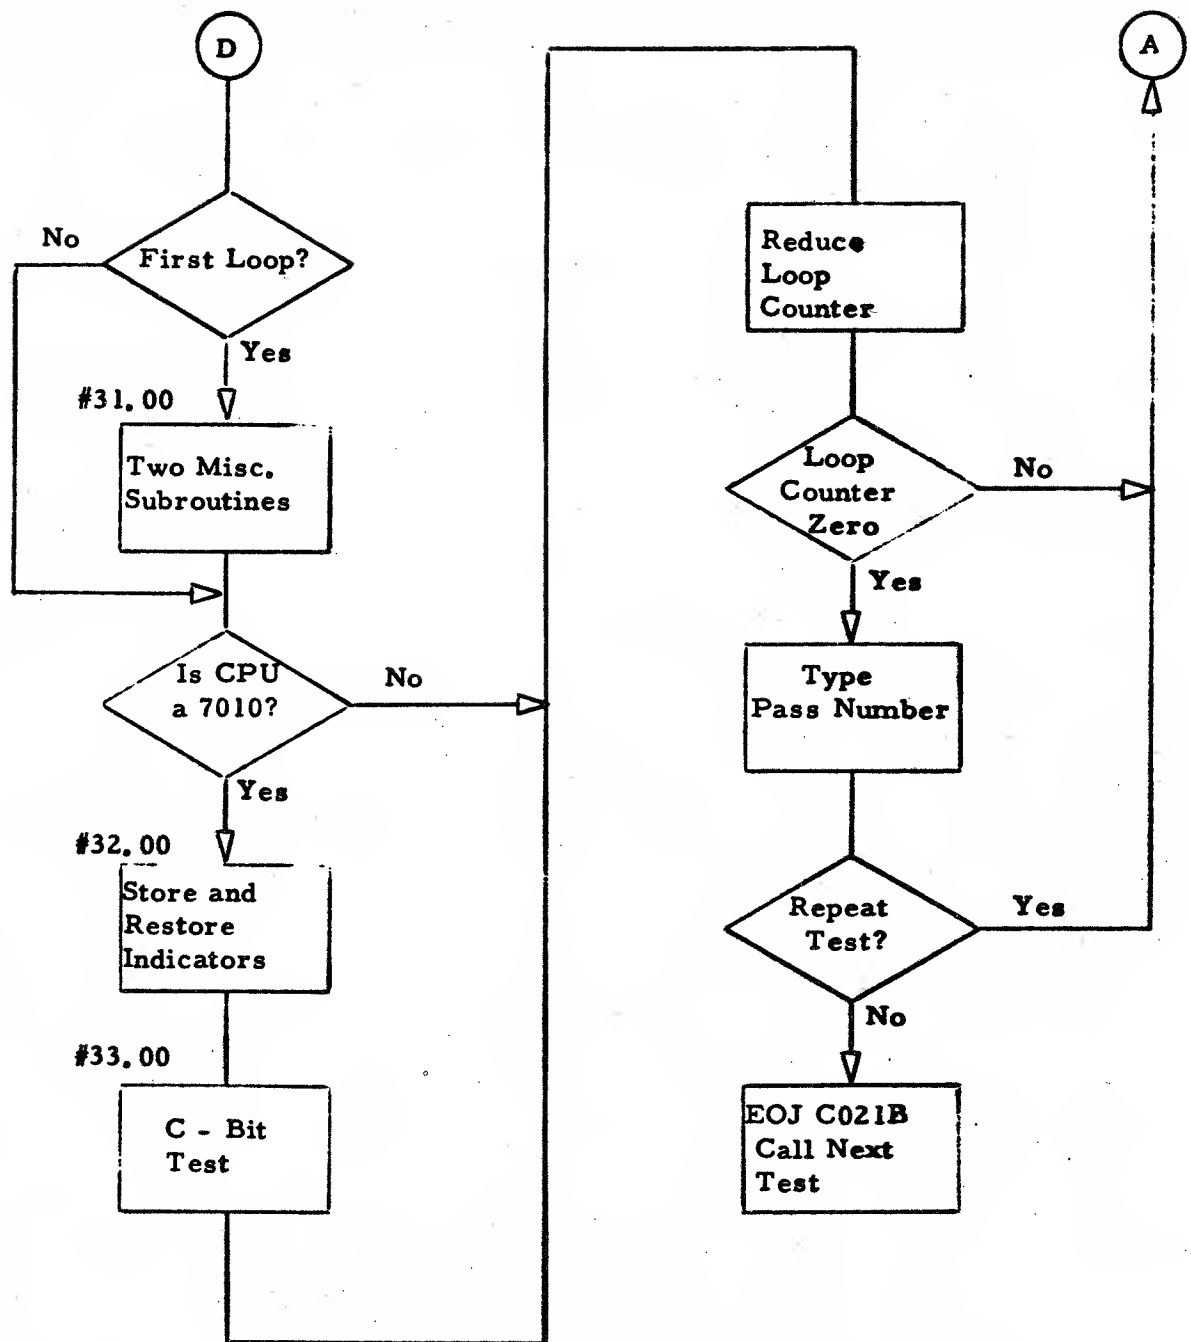 D
First Loop?
No
Yes
#31.00
Two Misc.
Subroutines
Is CPU
a 7010?
No
Yes
#32.00
Store and
Restore
Indicators
#33.00
C - Bit
Test
Reduce
Loop
Counter
Loop
Counter
Zero
No
Yes
Type
Pass Number
Repeat
Test?
Yes
No
EOJ C021B
Call Next
Test
A